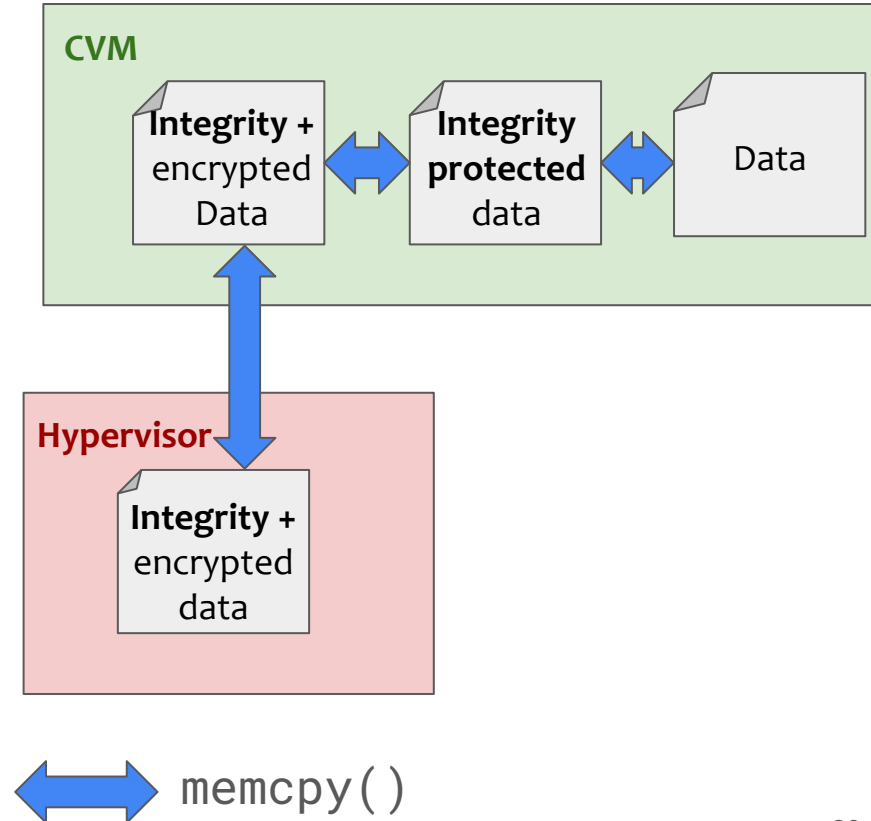 CVM
Integrity +
encrypted
Data
Integrity
protected
data
Data
Hypervisor
Integrity +
encrypted
data
memcpy()